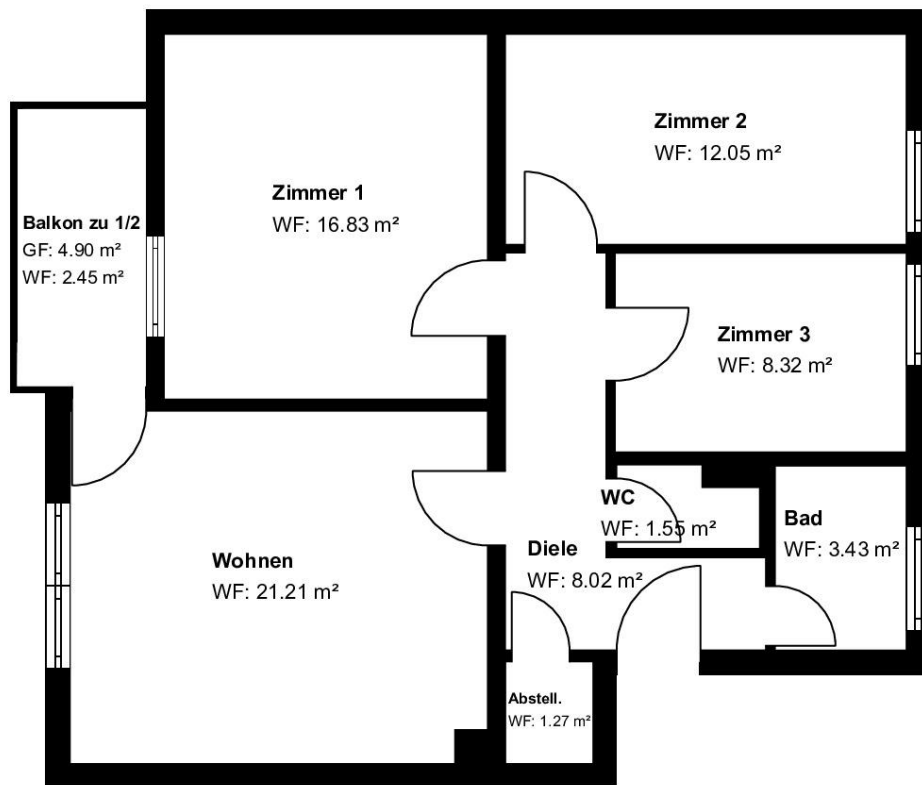 Zimmer 2
WF: 12.05 m²
Zimmer 1
WF: 16.83 m²
Balkon zu 1/2
GF: 4.90 m²
WF: 2.45 m²
Zimmer 3
WF: 8.32 m²
WC
WF: 1.55 m²
Bad
WF: 3.43 m²
Diele
WF: 8.02 m²
Wohnen
WF: 21.21 m²
Abstell.
WF: 1.27 m²